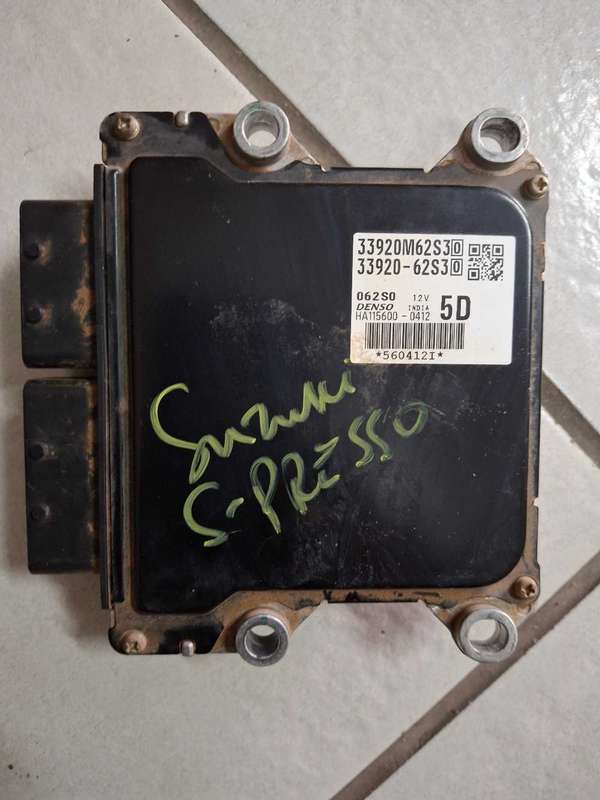 33920M62S30
33920-62S30
062S0 12V
DENSO INDIA 5D
HA115600-0412
*560412I*
Suzuki
S-PRESSO